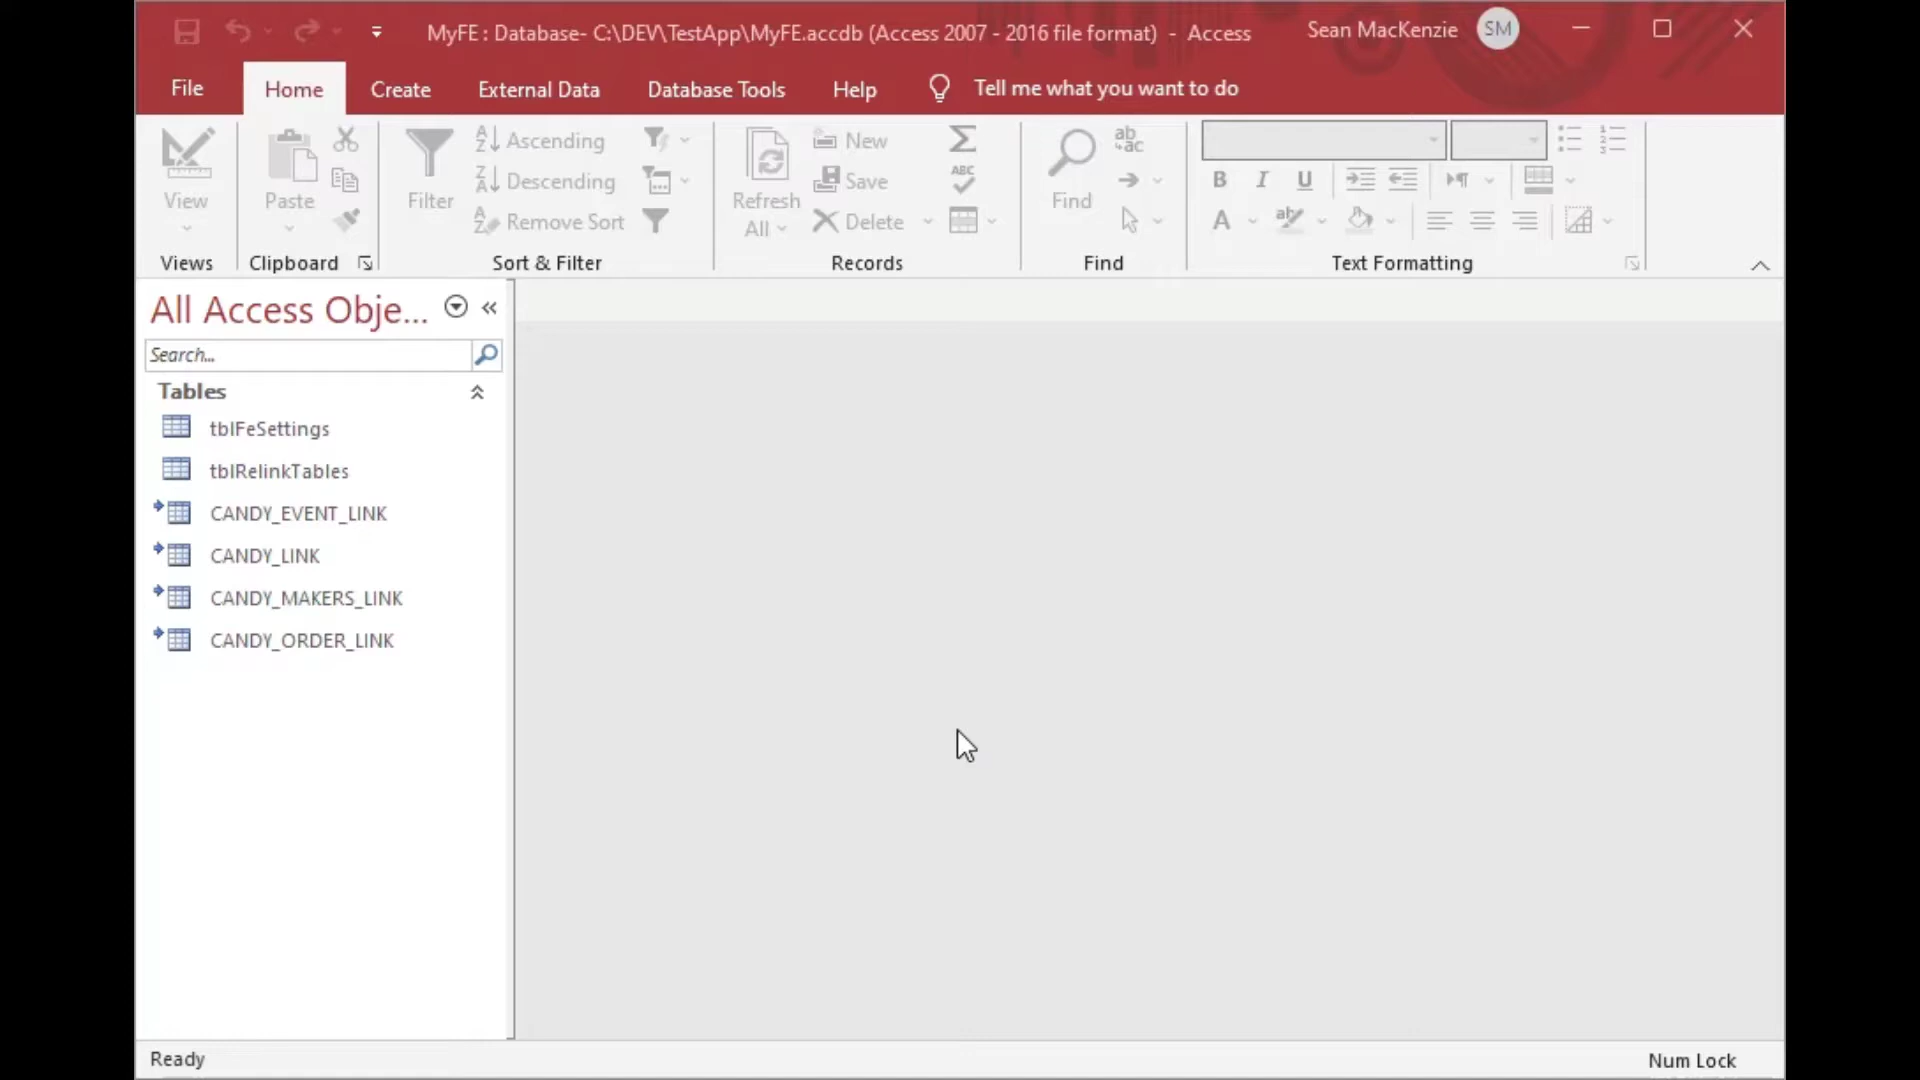 MyFE : Database- C:\DEV\TestApp\MyFE.accdb (Access 2007 - 2016 file format) - Access
Sean MacKenzie SM
File Home Create External Data Database Tools Help Tell me what you want to do
View
Views
Paste
Clipboard
Filter
Ascending
Descending
Remove Sort
Sort & Filter
Refresh
All
New
Save
Delete
Records
Find
Find
B I U
Text Formatting
All Access Obje...
Search...
Tables
tblFeSettings
tblRelinkTables
CANDY_EVENT_LINK
CANDY_LINK
CANDY_MAKERS_LINK
CANDY_ORDER_LINK
Ready
Num Lock